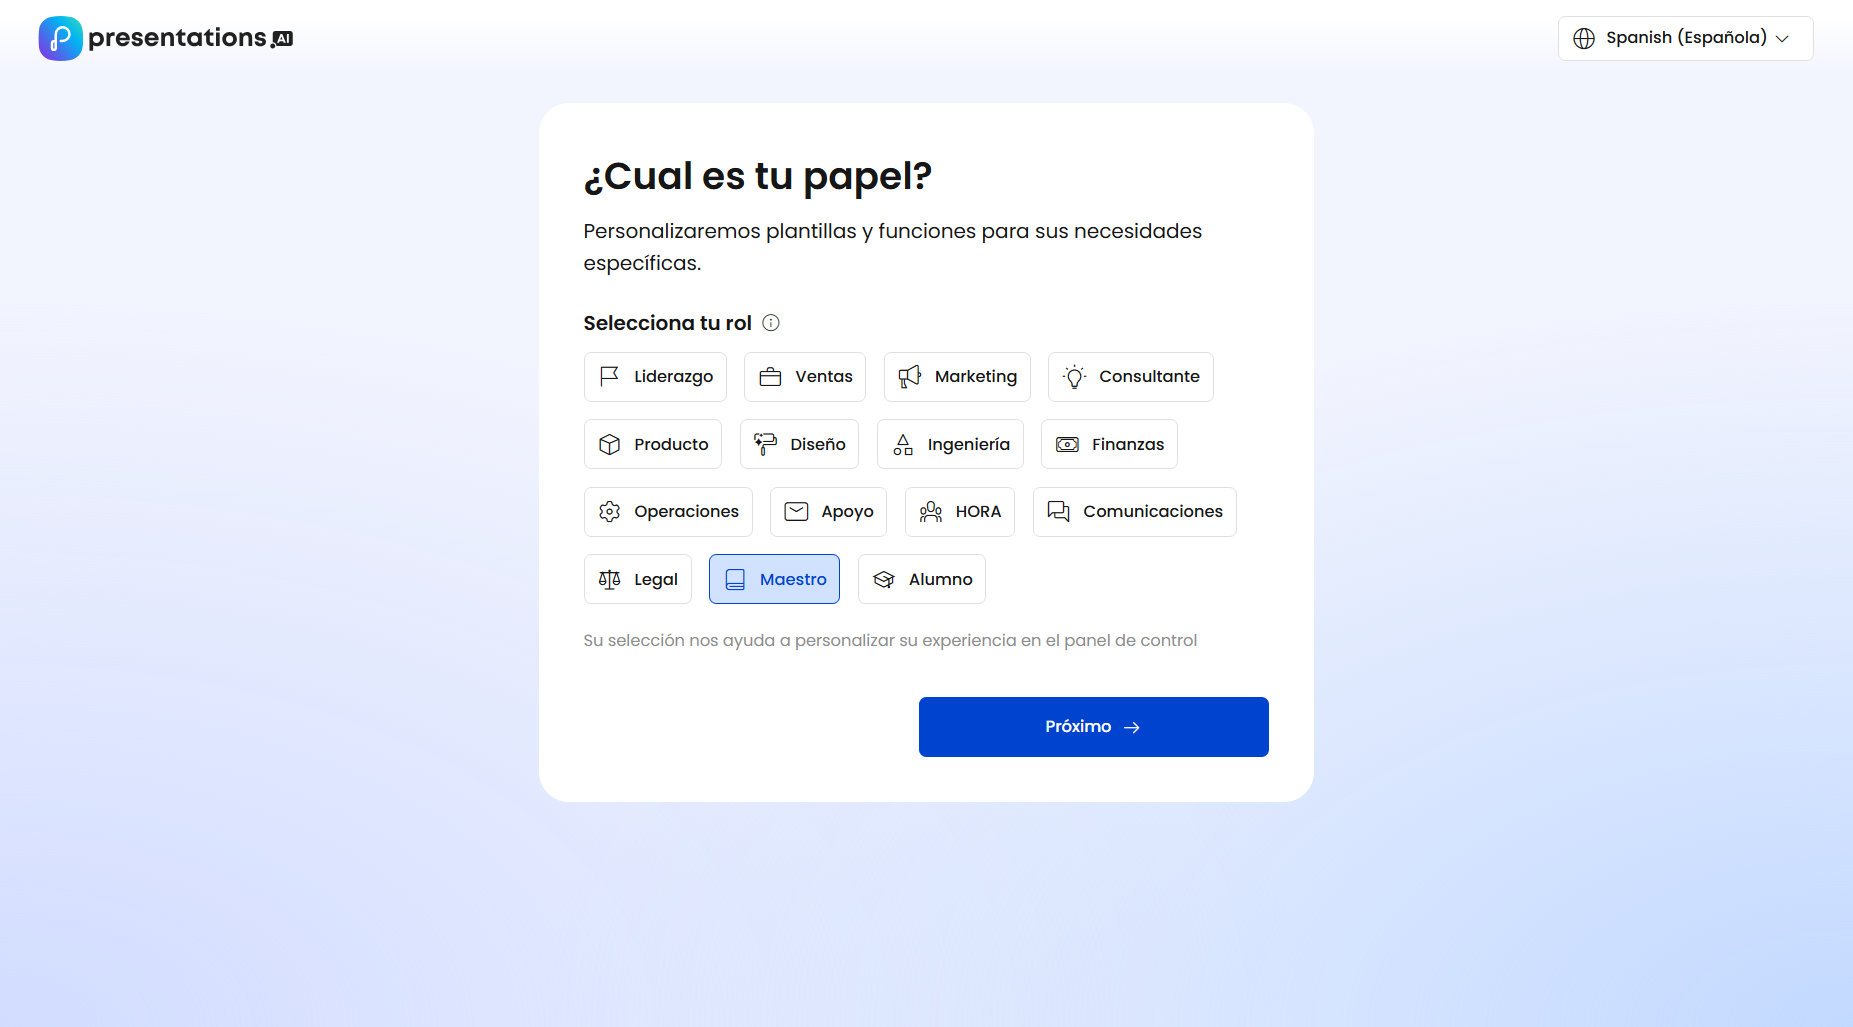 presentations.AI
Spanish (Española)
¿Cual es tu papel?
Personalizaremos plantillas y funciones para sus necesidades
específicas.
Selecciona tu rol
Liderazgo
Ventas
Marketing
Consultante
Producto
Diseño
Ingeniería
Finanzas
Operaciones
Apoyo
HORA
Comunicaciones
Legal
Maestro
Alumno
Su selección nos ayuda a personalizar su experiencia en el panel de control
Próximo